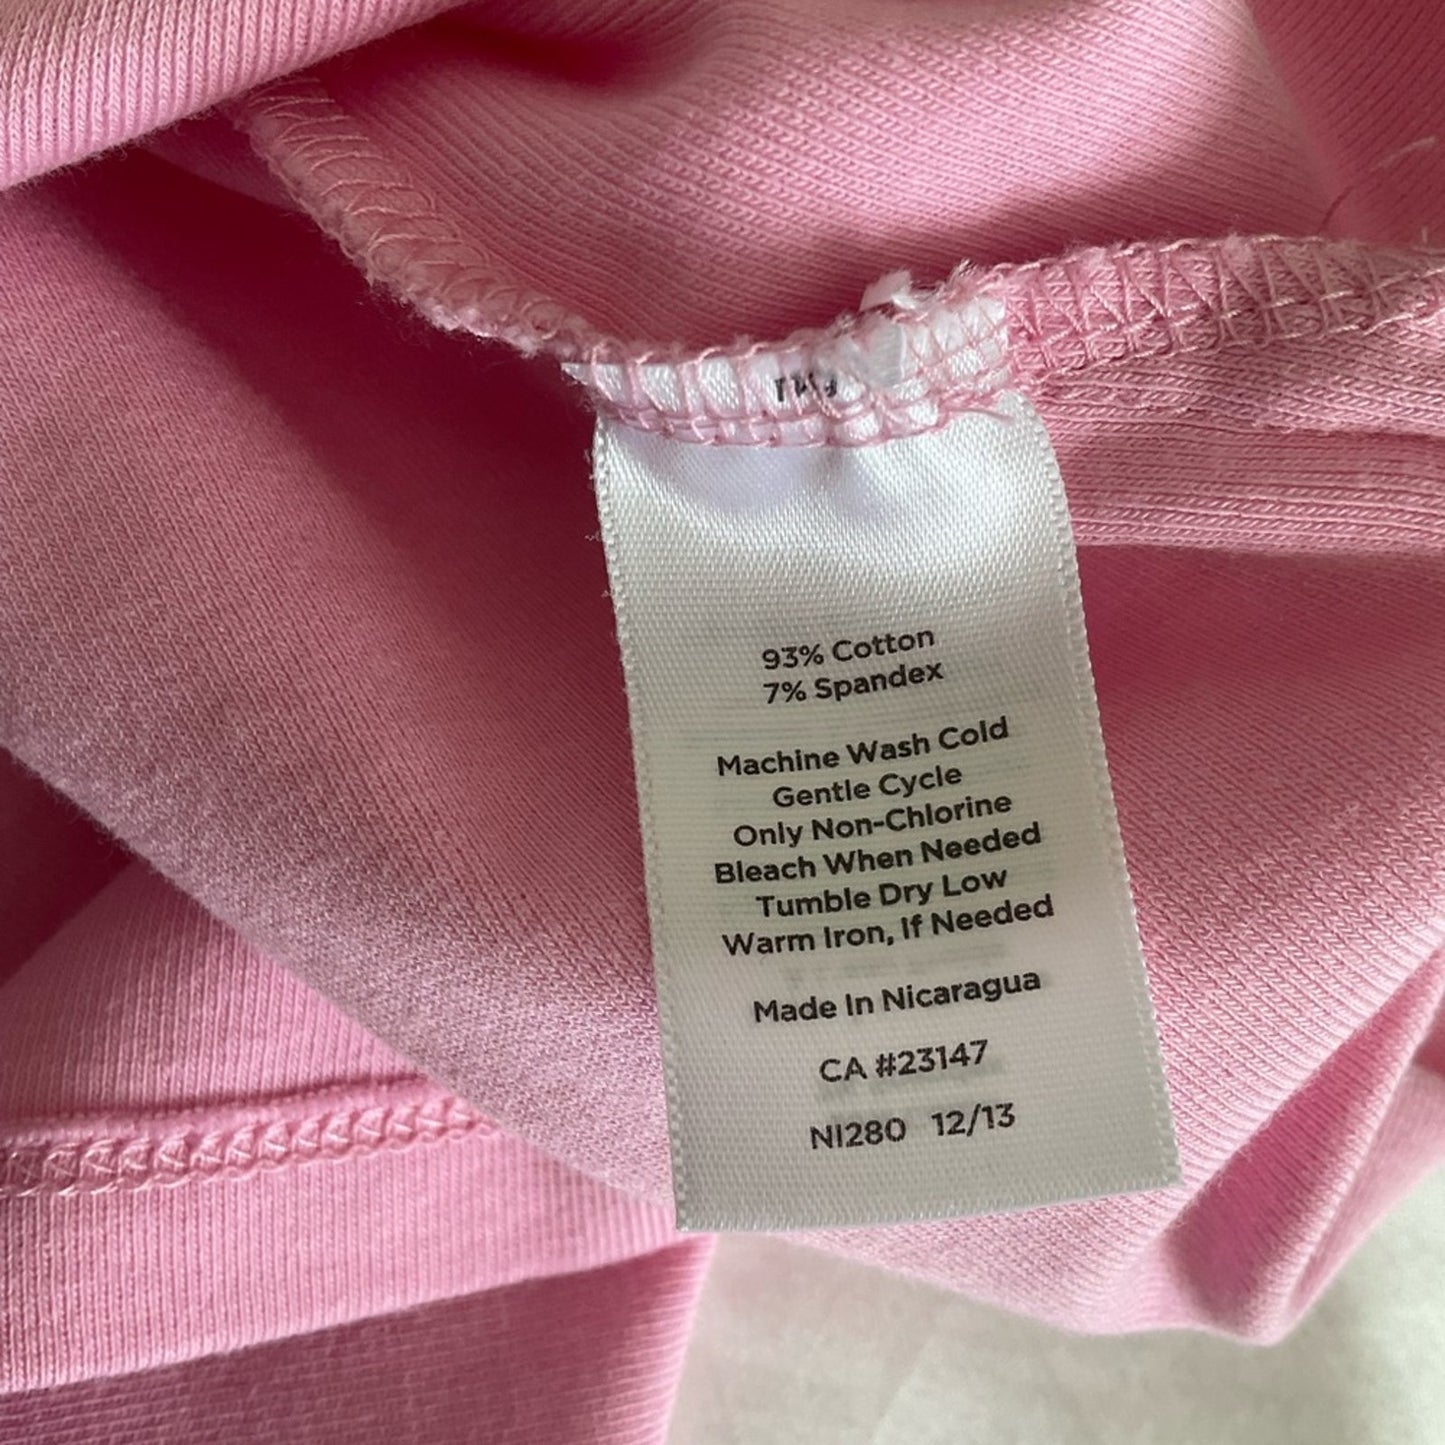 93% Cotton
7% Spandex
Machine Wash Cold
Gentle Cycle
Only Non-Chlorine
Bleach When Needed
Tumble Dry Low
Warm Iron, If Needed
Made In Nicaragua
CA #23147
NI280 12/13